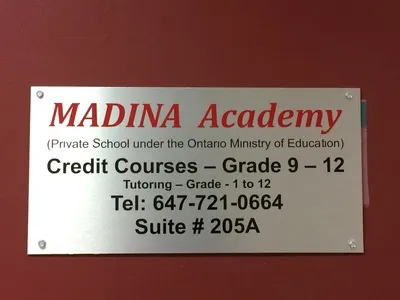 MADINA Academy
(Private School under the Ontario Ministry of Education)
Credit Courses – Grade 9 – 12
Tutoring – Grade - 1 to 12
Tel: 647-721-0664
Suite # 205A